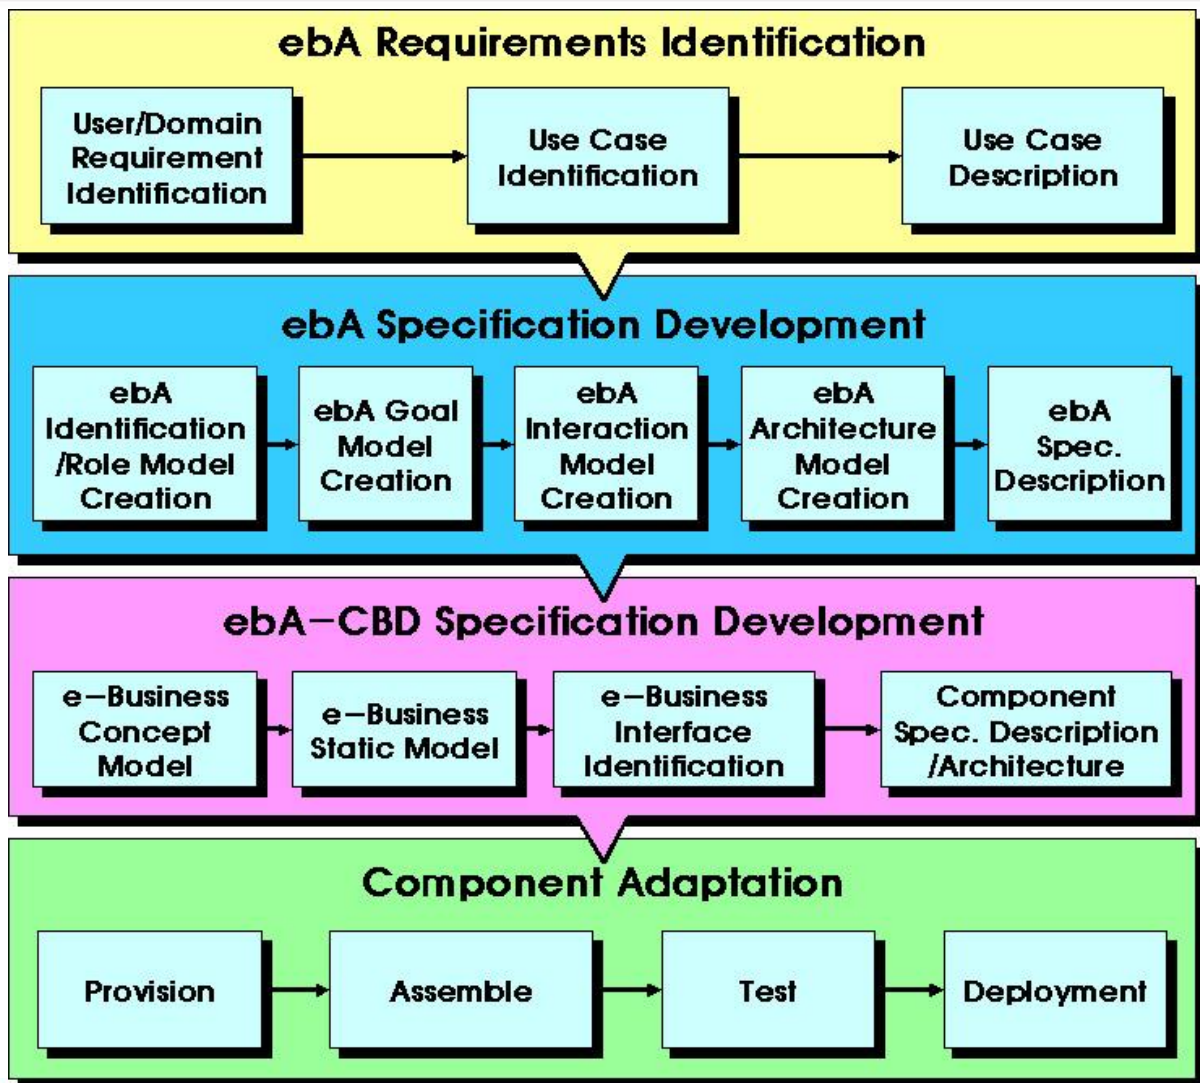 ebA Requirements Identification
User/Domain
Requirement
Identification
Use Case
Identification
Use Case
Description
ebA Specification Development
ebA
Identification
/Role Model
Creation
ebA Goal
Model
Creation
ebA
Interaction
Model
Creation
ebA
Architecture
Model
Creation
ebA
Spec.
Description
ebA-CBD Specification Development
e-Business
Concept
Model
e-Business
Static Model
e-Business
Interface
Identification
Component
Spec. Description
/Architecture
Component Adaptation
Provision
Assemble
Test
Deployment